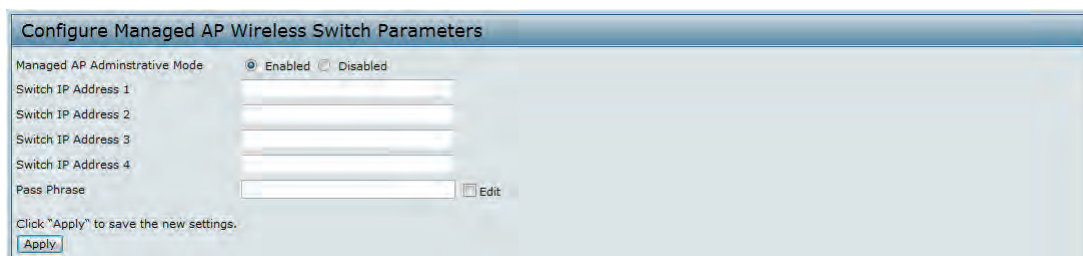 Configure Managed AP Wireless Switch Parameters
Managed AP Adminstrative Mode Enabled Disabled
Switch IP Address 1
Switch IP Address 2
Switch IP Address 3
Switch IP Address 4
Pass Phrase Edit
Click "Apply" to save the new settings.
Apply